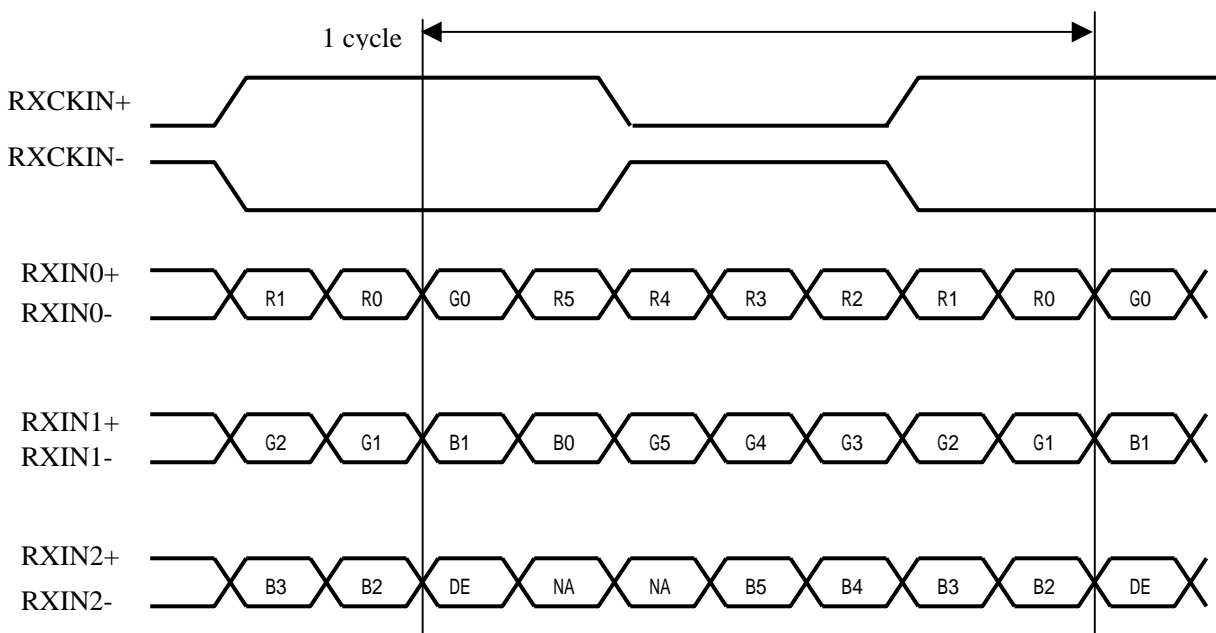 1 cycle
RXCKIN+
RXCKIN-
RXIN0+
R1 R0 G0 R5 R4 R3 R2 R1 R0 G0
RXIN0-
RXIN1+
G2 G1 B1 B0 G5 G4 G3 G2 G1 B1
RXIN1-
RXIN2+
B3 B2 DE NA NA B5 B4 B3 B2 DE
RXIN2-